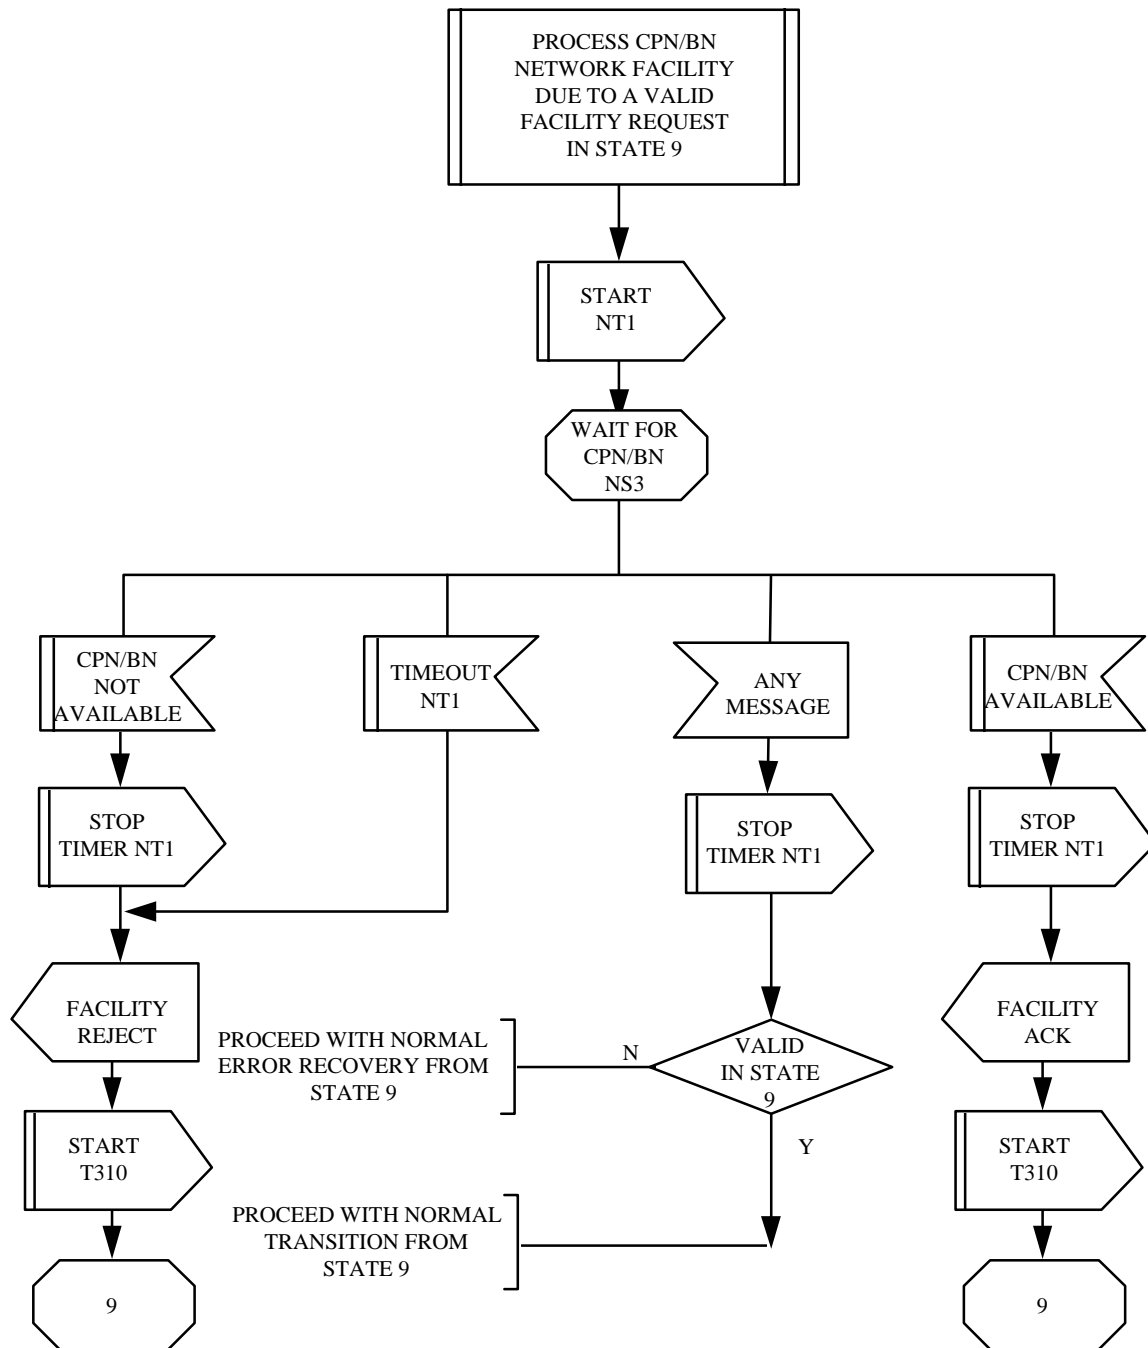 PROCESS CPN/BN
NETWORK FACILITY
DUE TO A VALID
FACILITY REQUEST
IN STATE 9
START
NT1
WAIT FOR
CPN/BN
NS3
CPN/BN
NOT
AVAILABLE
TIMEOUT
NT1
ANY
MESSAGE
CPN/BN
AVAILABLE
STOP
TIMER NT1
STOP
TIMER NT1
STOP
TIMER NT1
FACILITY
REJECT
PROCEED WITH NORMAL
ERROR RECOVERY FROM
STATE 9
N
VALID
IN STATE
9
FACILITY
ACK
START
T310
Y
START
T310
PROCEED WITH NORMAL
TRANSITION FROM
STATE 9
9
9